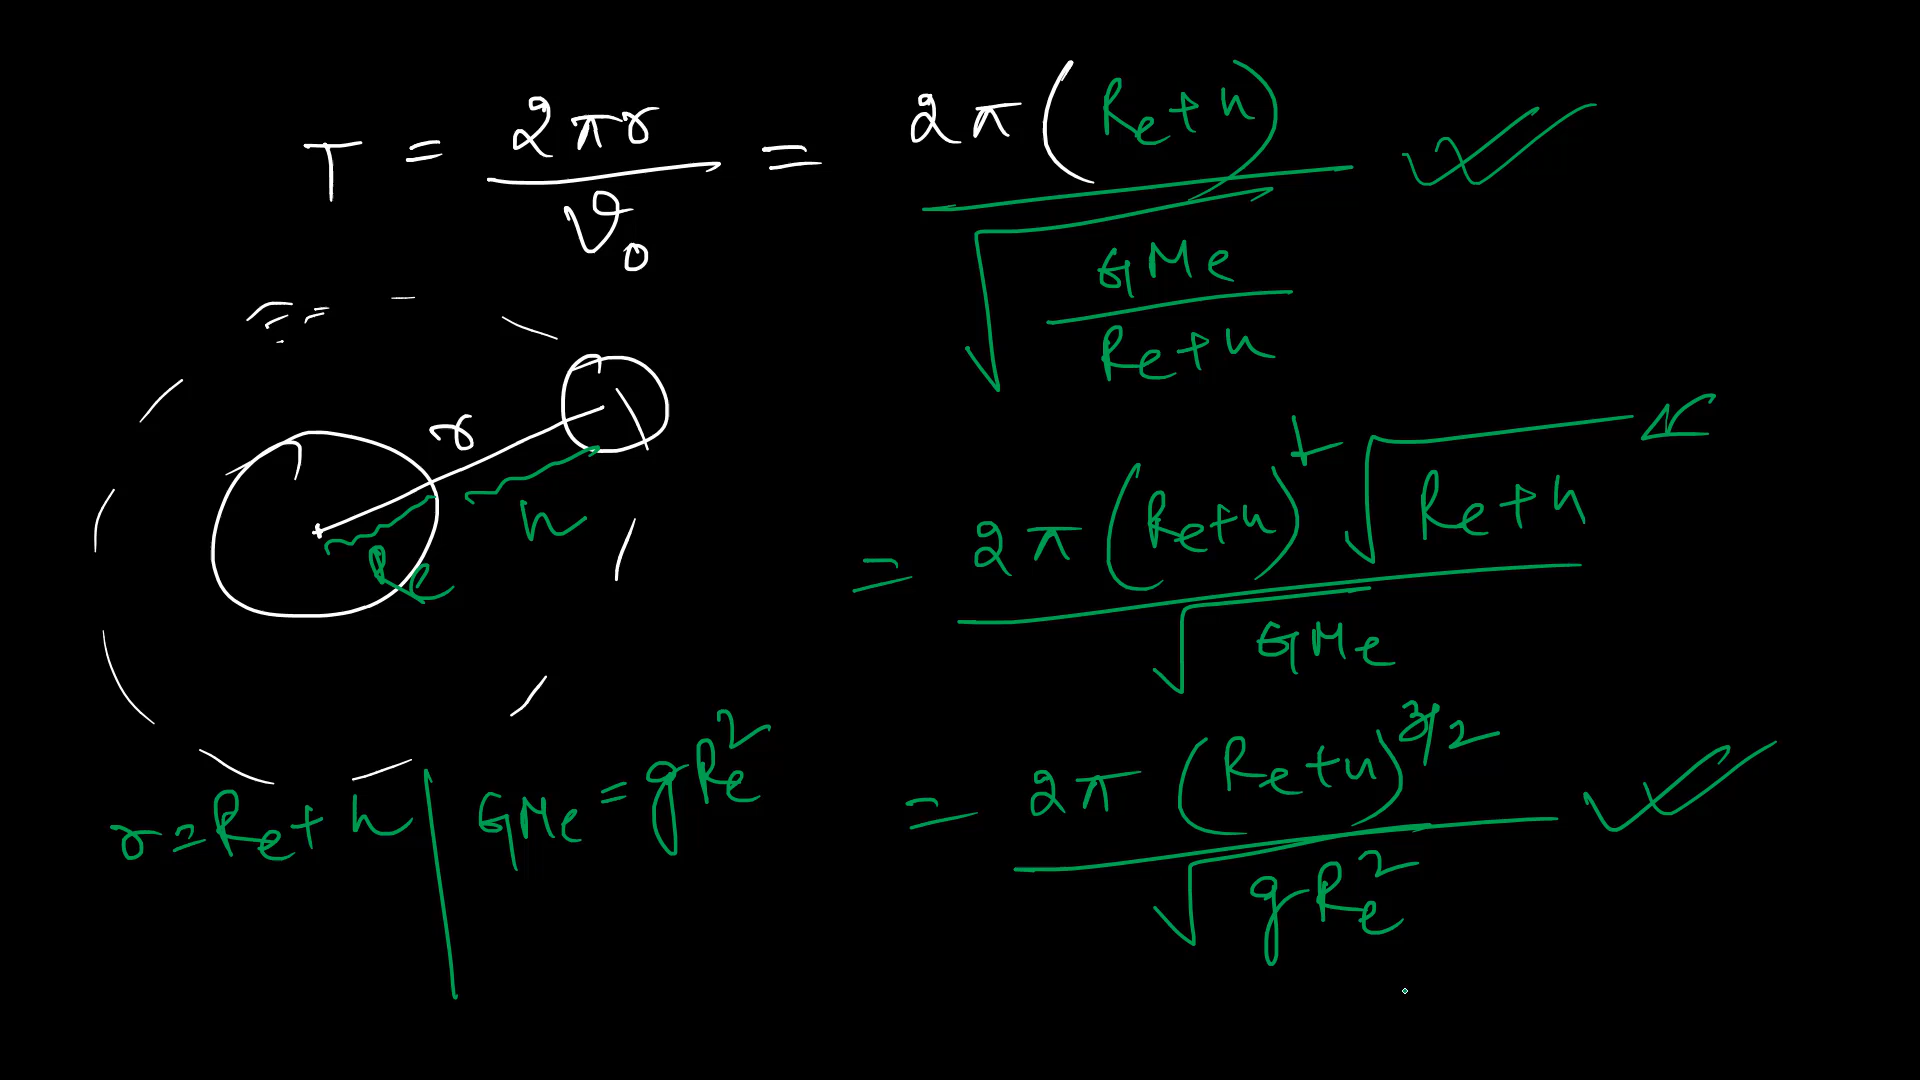 T = 2πr / v₀ = 2π(Re+h) / √(GMe / Re+h)
r
h
Re
= 2π(Re+h)^1 √(Re+h) / √(GMe)
r = Re + h | GMe = gRe²
= 2π(Re+h)^3/2 / √(gRe²)